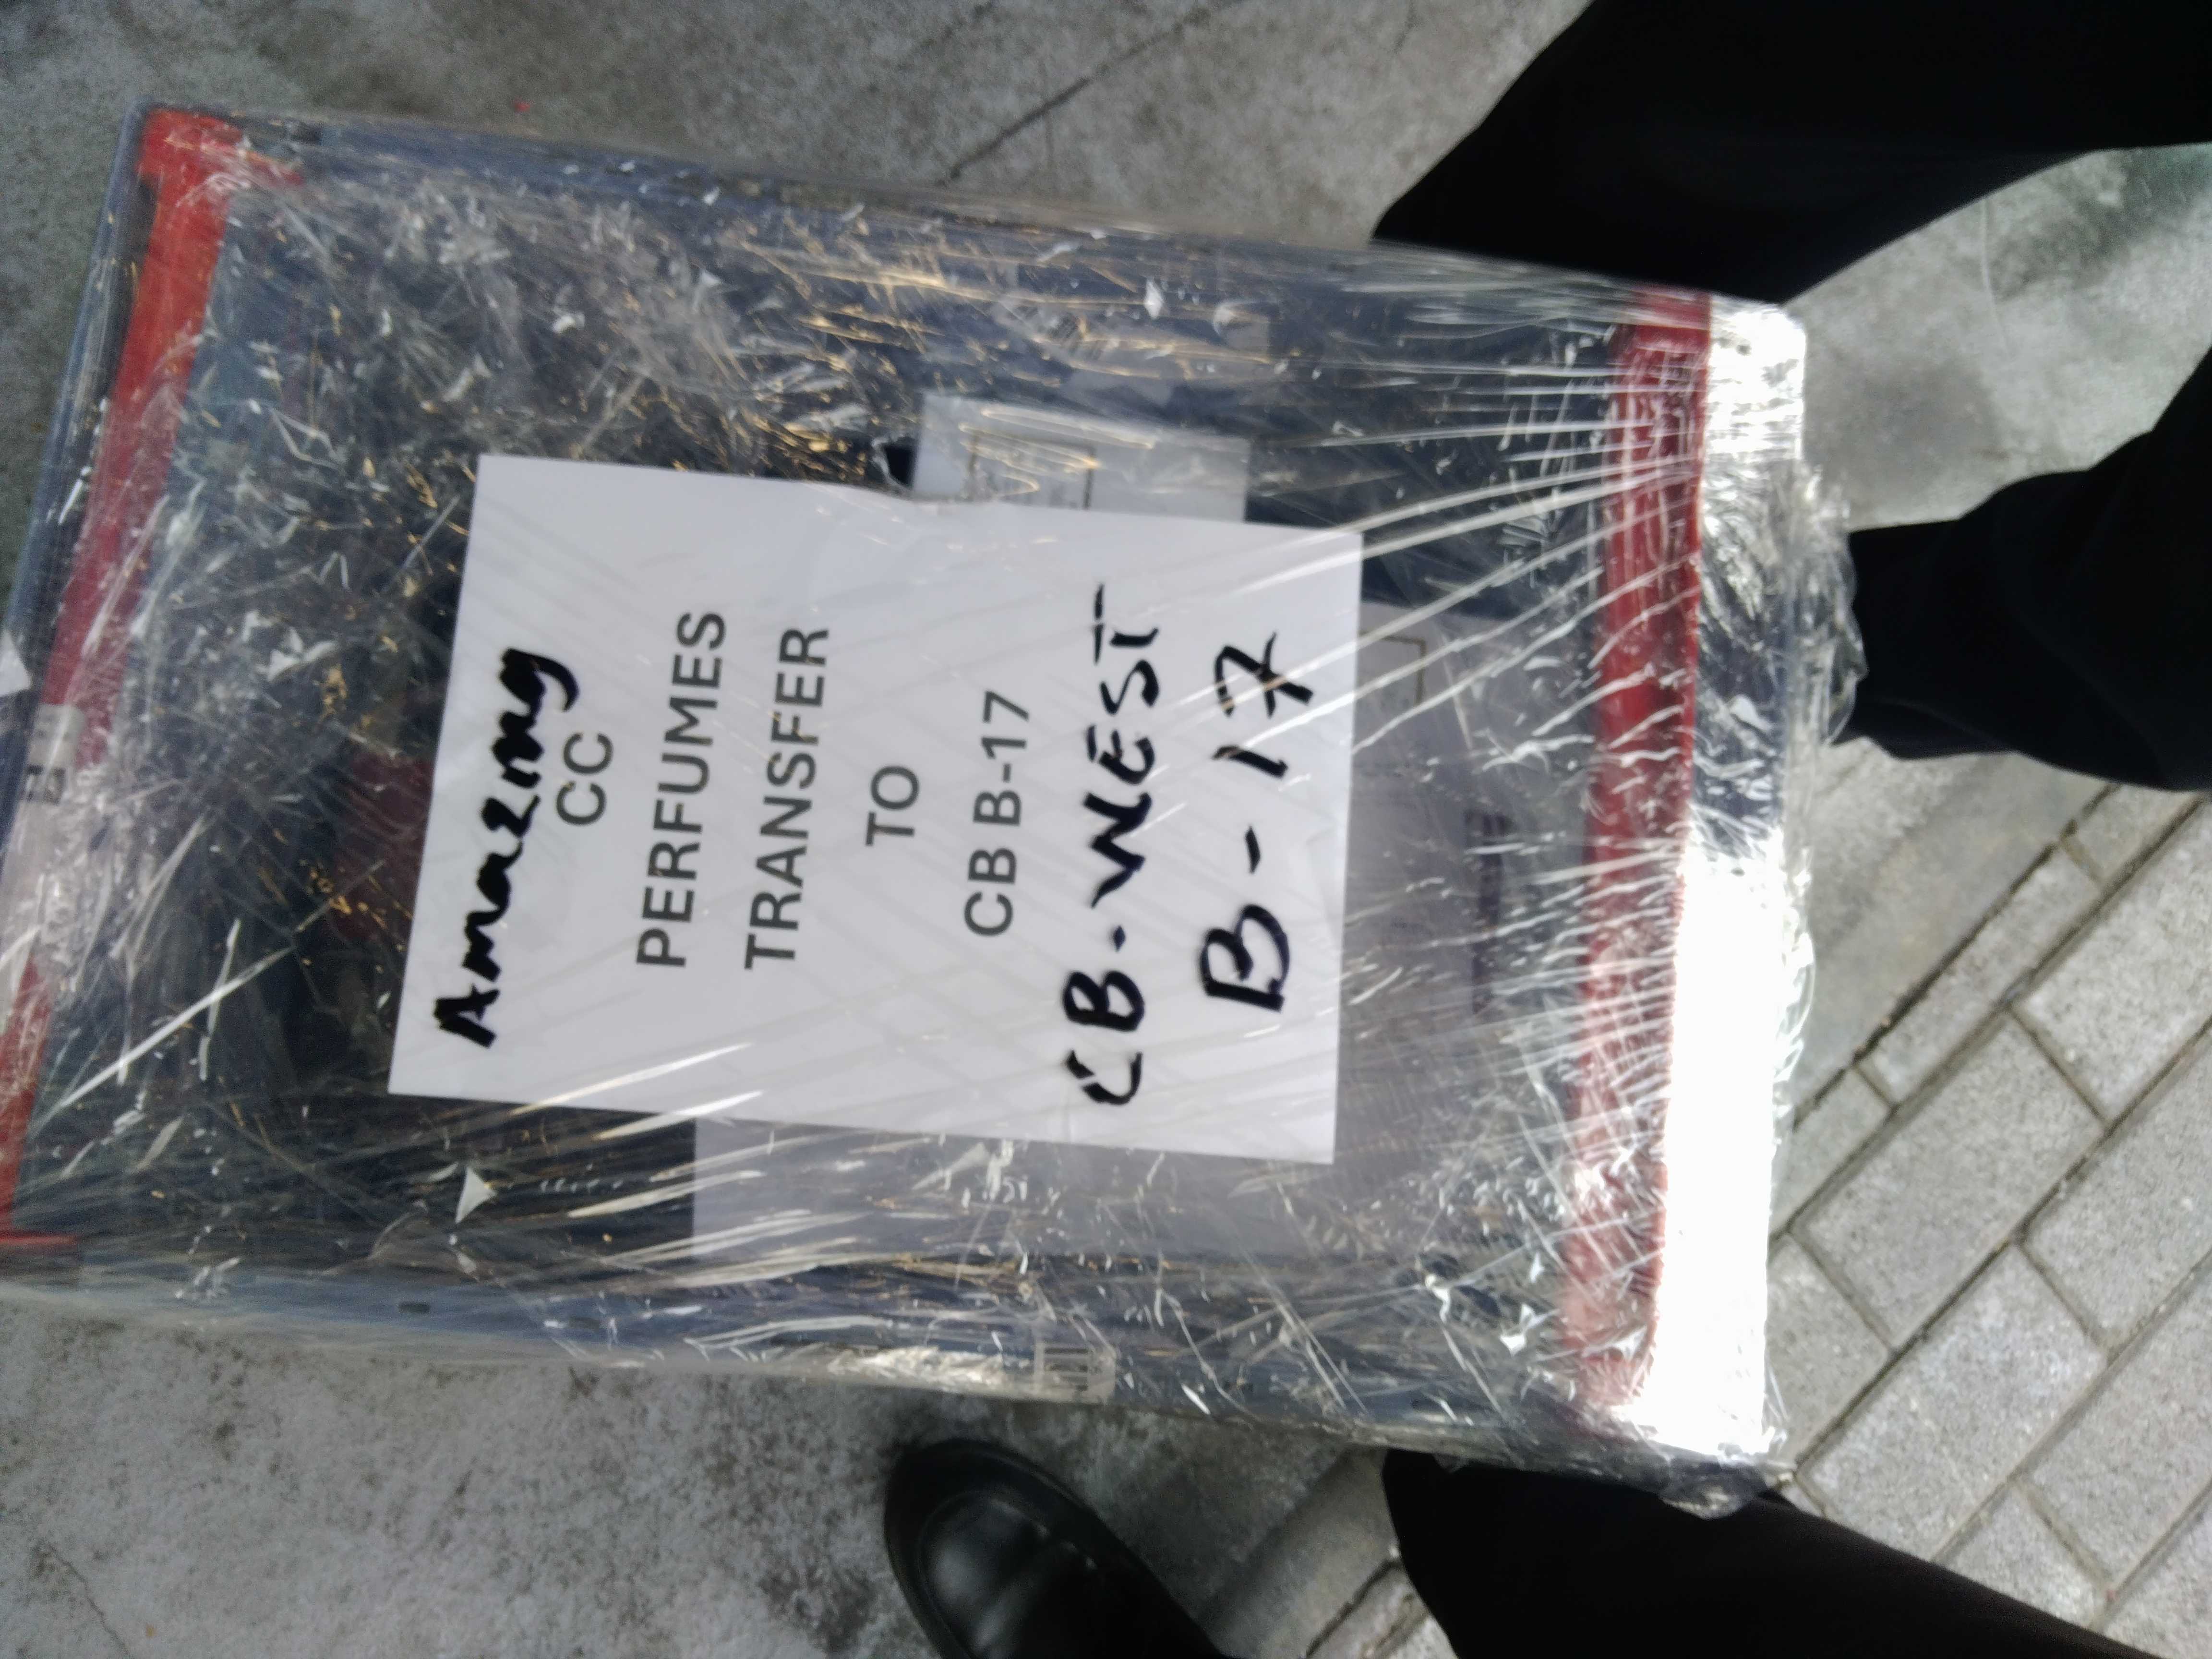 Amazing
CC
PERFUMES
TRANSFER
TO
CB B-17
CB-WEST
B-17